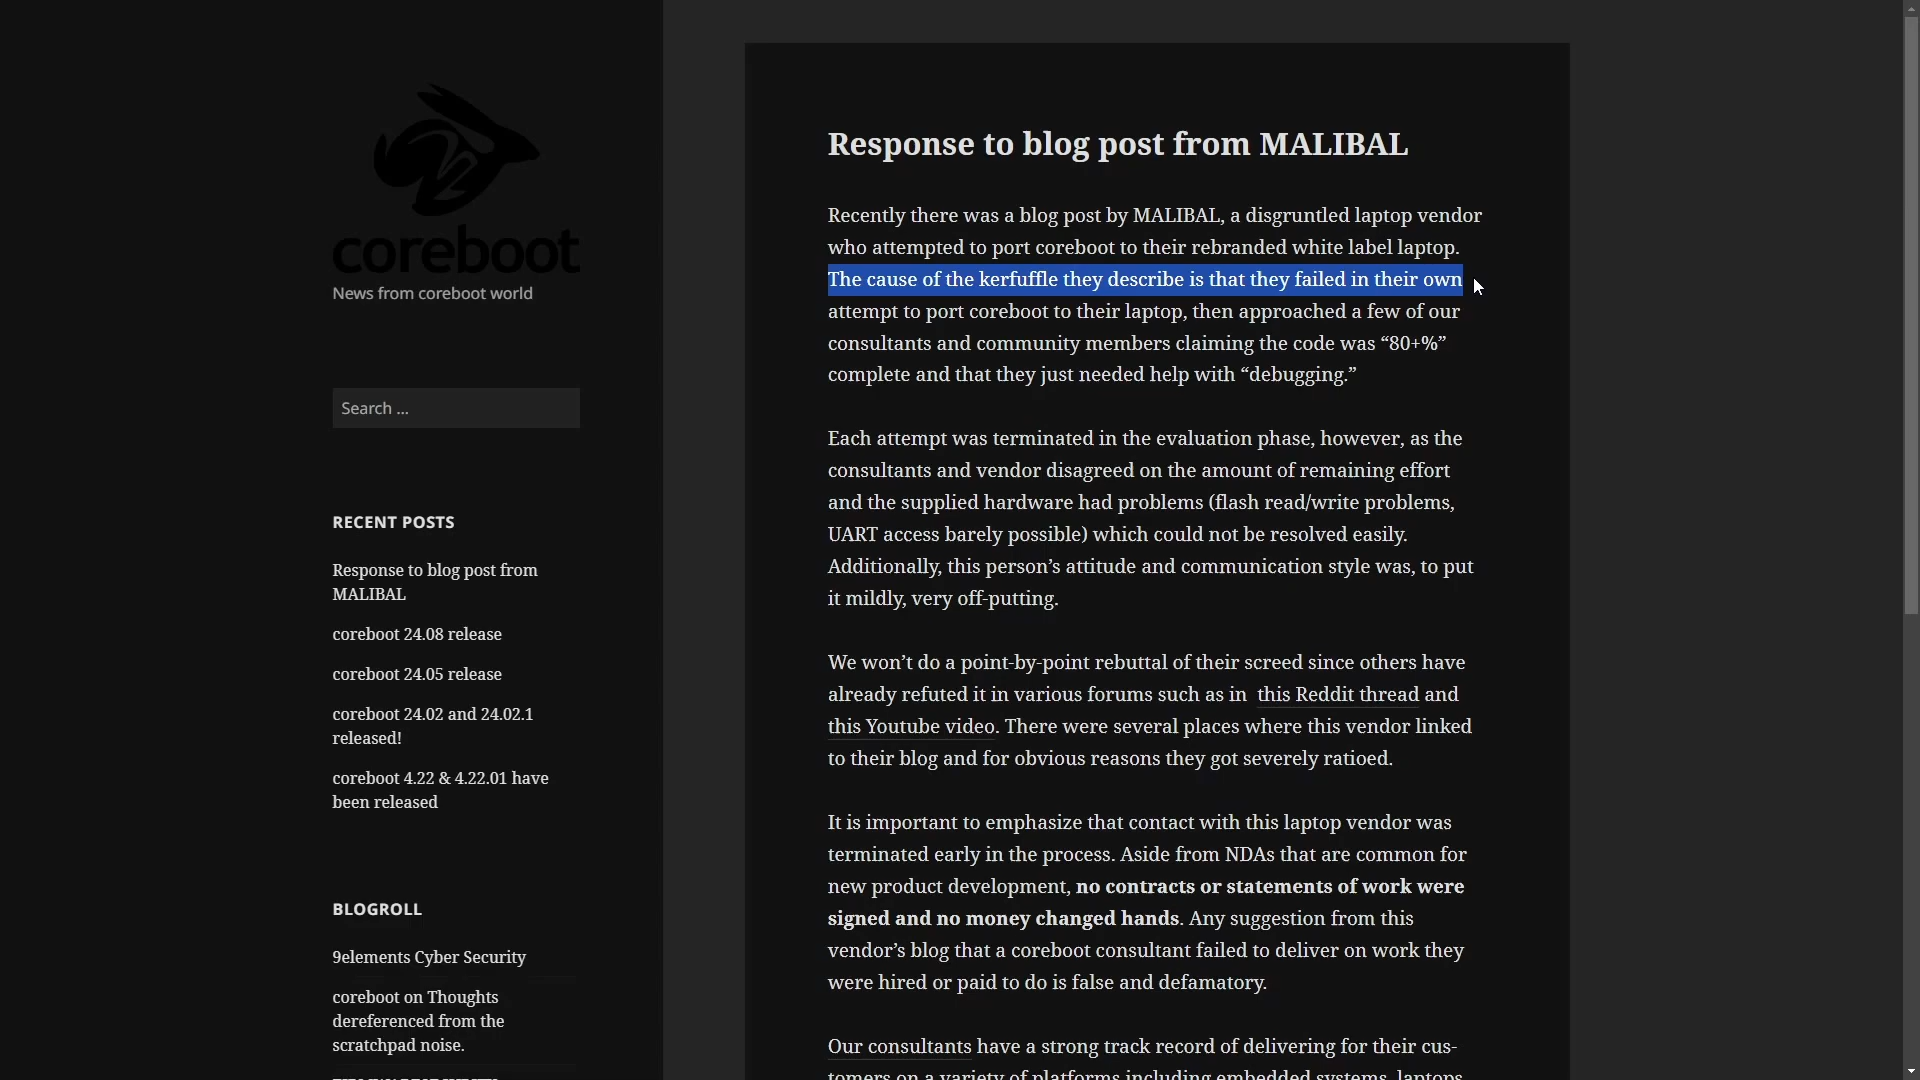 coreboot
News from coreboot world
Search ...
RECENT POSTS
Response to blog post from
MALIBAL
coreboot 24.08 release
coreboot 24.05 release
coreboot 24.02 and 24.02.1
released!
coreboot 4.22 & 4.22.01 have
been released
BLOGROLL
9elements Cyber Security
coreboot on Thoughts
dereferenced from the
scratchpad noise.
Response to blog post from MALIBAL
Recently there was a blog post by MALIBAL, a disgruntled laptop vendor
who attempted to port coreboot to their rebranded white label laptop.
The cause of the kerfuffle they describe is that they failed in their own
attempt to port coreboot to their laptop, then approached a few of our
consultants and community members claiming the code was “80+%”
complete and that they just needed help with “debugging.”
Each attempt was terminated in the evaluation phase, however, as the
consultants and vendor disagreed on the amount of remaining effort
and the supplied hardware had problems (flash read/write problems,
UART access barely possible) which could not be resolved easily.
Additionally, this person’s attitude and communication style was, to put
it mildly, very off-putting.
We won’t do a point-by-point rebuttal of their screed since others have
already refuted it in various forums such as in this Reddit thread and
this Youtube video. There were several places where this vendor linked
to their blog and for obvious reasons they got severely ratioed.
It is important to emphasize that contact with this laptop vendor was
terminated early in the process. Aside from NDAs that are common for
new product development, no contracts or statements of work were
signed and no money changed hands. Any suggestion from this
vendor’s blog that a coreboot consultant failed to deliver on work they
were hired or paid to do is false and defamatory.
Our consultants have a strong track record of delivering for their cus-
tomers on a variety of platforms including embedded systems, laptops